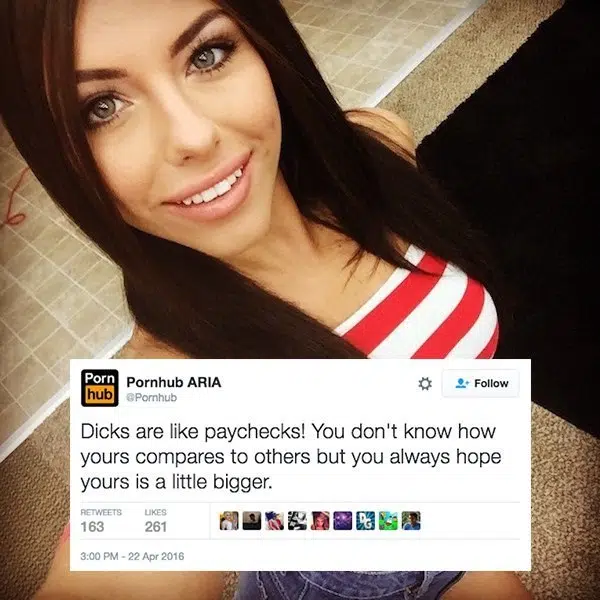 Porn
hub
Pornhub ARIA
@Pornhub
Follow
Dicks are like paychecks! You don't know how
yours compares to others but you always hope
yours is a little bigger.
RETWEETS LIKES
163 261
3:00 PM - 22 Apr 2016